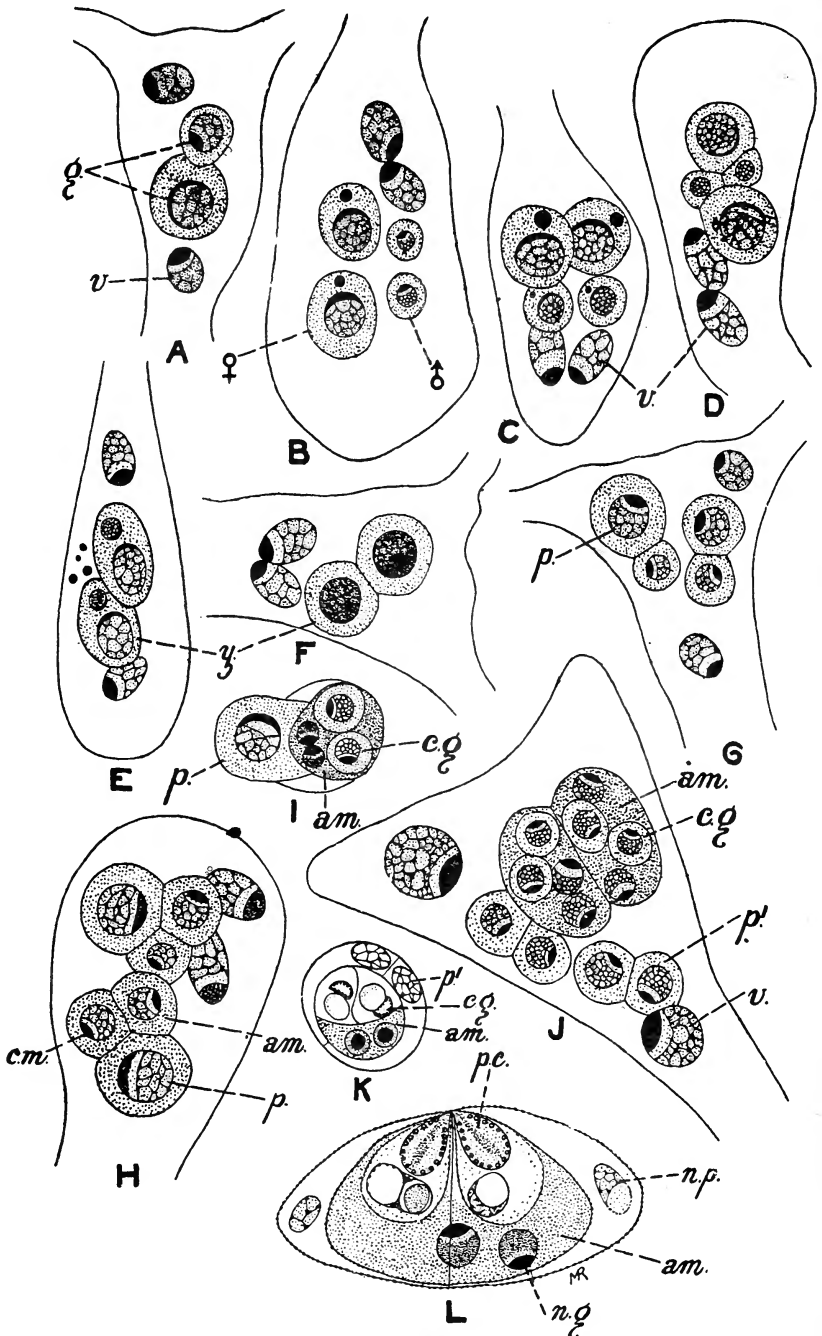 g.
v
A
♀
♂
B
C
v.
D
p.
G
E
y.
F
p.
c.g
I
am.
am.
c.g
p'
v.
J
p'
c.g.
am.
K
c.m.
am.
p.
H
p.c.
n.p.
am.
MR
n.g
L